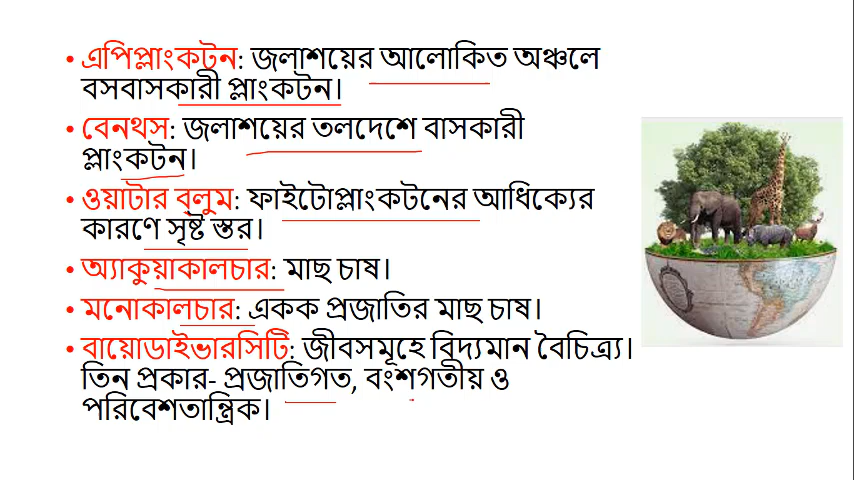 • এপিপ্লাংকটন: জলাশয়ের আলোকিত অঞ্চলে
বসবাসকারী প্লাংকটন।
• বেনথস: জলাশয়ের তলদেশে বাসকারী
প্লাংকটন।
• ওয়াটার ব্লুম: ফাইটোপ্লাংকটনের আধিক্যের
কারণে সৃষ্ট স্তর।
• অ্যাকুয়াকালচার: মাছ চাষ।
• মনোকালচার: একক প্রজাতির মাছ চাষ।
• বায়োডাইভারসিটি: জীবসমূহে বিদ্যমান বৈচিত্র্য।
তিন প্রকার- প্রজাতিগত, বংশগতীয় ও
পরিবেশতান্ত্রিক।